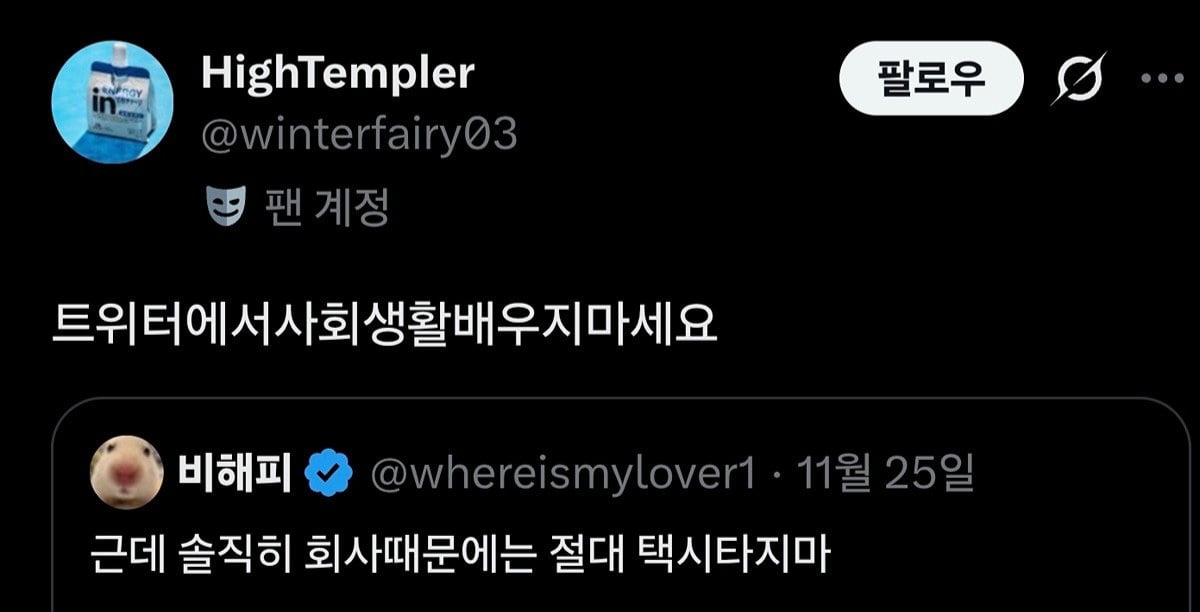 HighTempler
팔로우
@winterfairy03
팬 계정
트위터에서사회생활배우지마세요
비해피 @whereismylover1 · 11월 25일
근데 솔직히 회사때문에는 절대 택시타지마
ENERGY
in